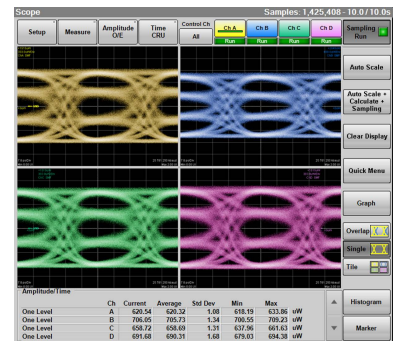 Scope
Samples: 1,425,408 - 10.0 / 10.0s
Setup
Measure
Amplitude O/E
Time CRU
Control Ch
All
Ch A
Run
Ch B
Run
Ch C
Run
Ch D
Run
Sampling
Run
Auto Scale
Auto Scale +
Calculate +
Sampling
Clear Display
Quick Menu
Graph
Overlap
Single
Tile
Histogram
Marker
Amplitude/Time
Ch Current Average Std Dev Min Max
One Level A 620.54 620.32 1.08 618.19 633.86 uW
One Level B 706.05 705.73 1.34 700.55 709.23 uW
One Level C 658.72 658.69 1.31 637.96 661.63 uW
One Level D 691.68 690.31 1.68 679.03 694.38 uW